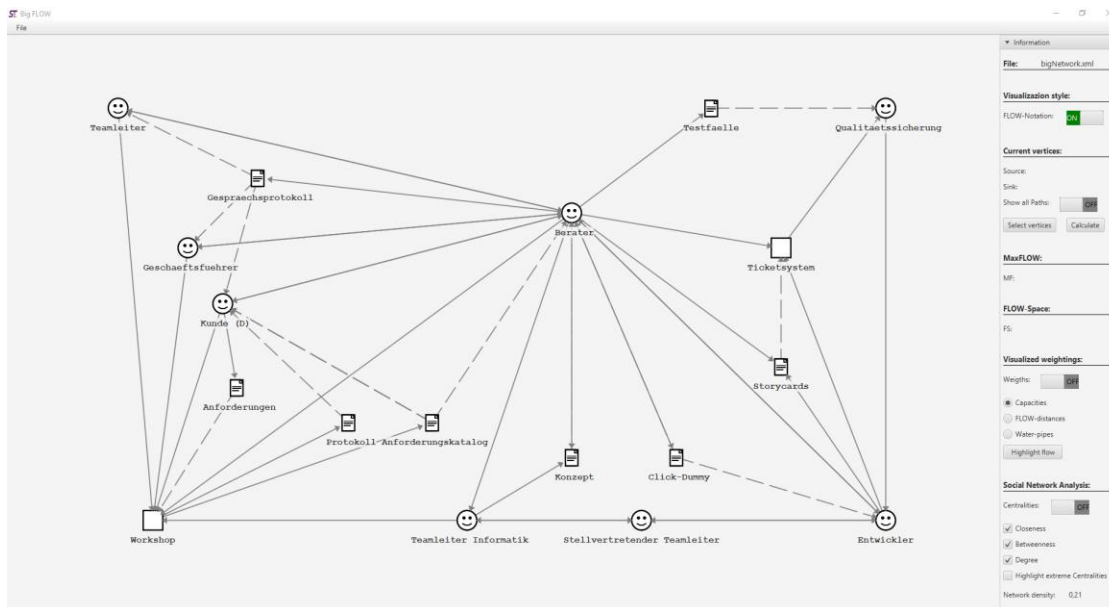 Big FLOW
File
Teamleiter
Testfaelle
Qualitaetssicherung
Gespraechsprotokoll
Berater
Geschaeftsfuehrer
Ticketsystem
Kunde (D)
Storycards
Anforderungen
Protokoll
Anforderungskatalog
Konzept
Click-Dummy
Workshop
Teamleiter Informatik
Stellvertretender Teamleiter
Entwickler
Information
File: bigNetwork.xml
Visualizazion style:
FLOW-Notation: ON
Current vertices:
Source:
Sink:
Show all Paths: OFF
Select vertices Calculate
MaxFLOW:
MF:
FLOW-Space:
FS:
Visualized weightings:
Weigths: OFF
Capacities
FLOW-distances
Water-pipes
Highlight flow
Social Network Analysis:
Centralities: OFF
Closeness
Betweenness
Degree
Highlight extreme Centralities
Network density: 0,21